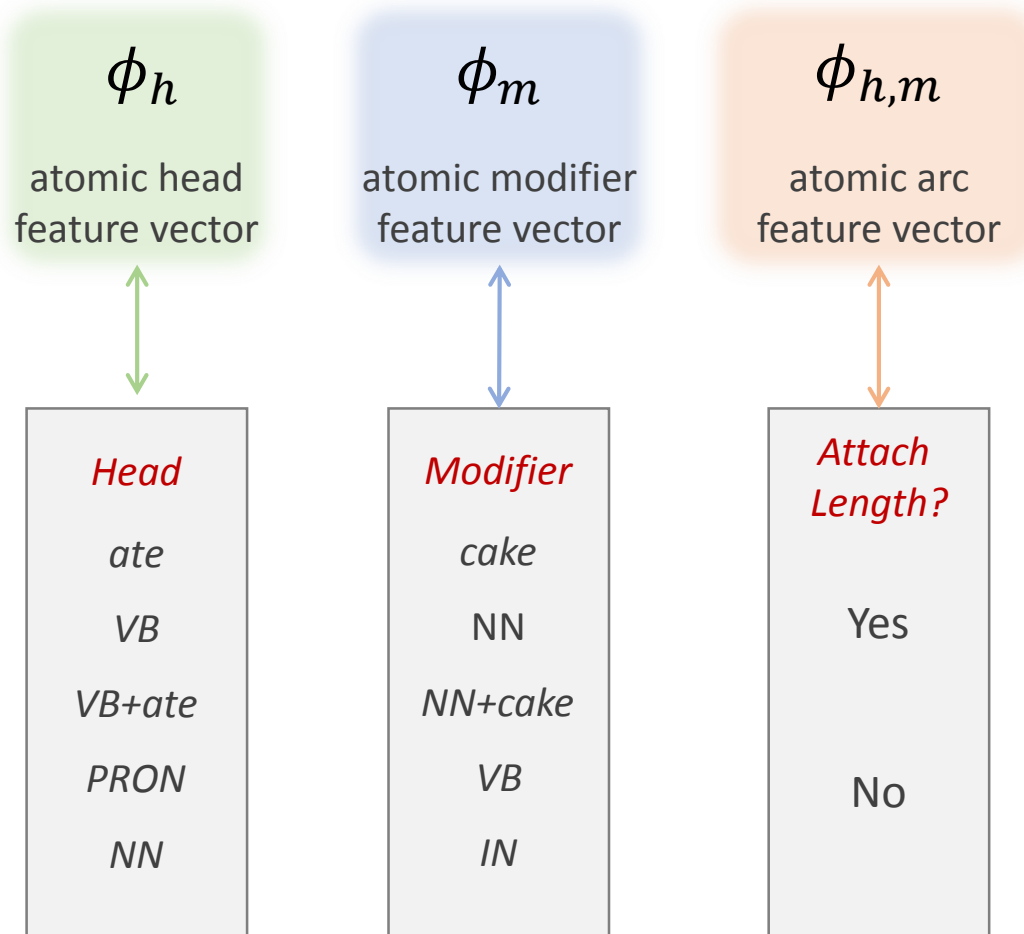 ϕh
atomic head
feature vector
Head
ate
VB
VB+ate
PRON
NN
ϕm
atomic modifier
feature vector
Modifier
cake
NN
NN+cake
VB
IN
ϕh,m
atomic arc
feature vector
Attach
Length?
Yes
No